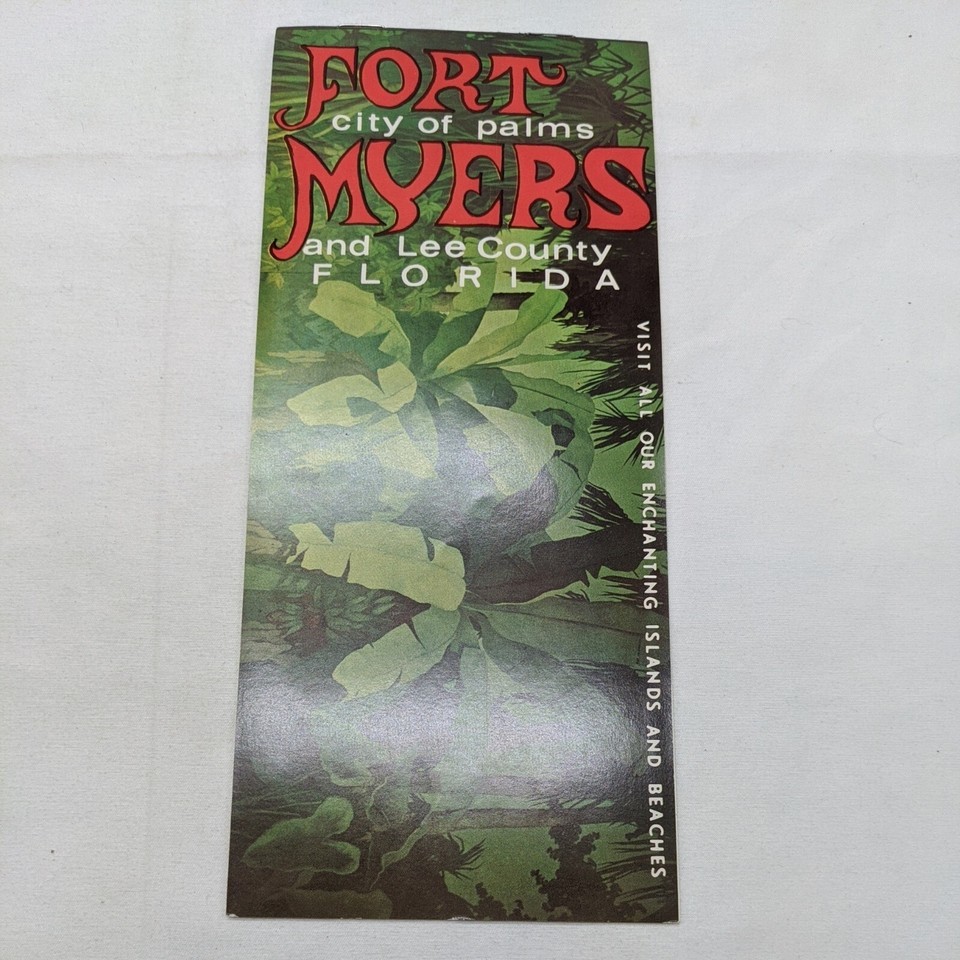 FORT
city of palms
MYERS
and Lee County
FLORIDA
VISIT ALL OUR ENCHANTING ISLANDS AND BEACHES